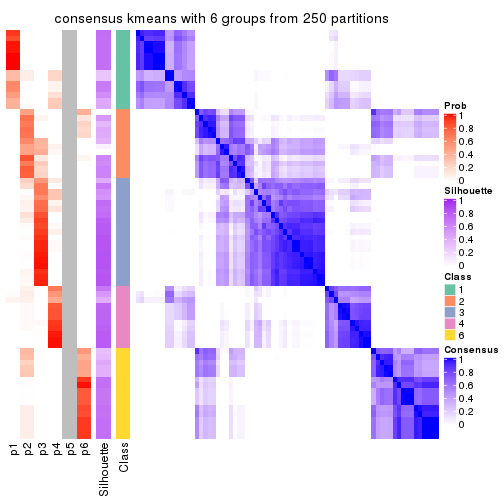 consensus kmeans with 6 groups from 250 partitions
Prob
1
0.8
0.6
0.4
0.2
0
Silhouette
1
0.8
0.6
0.4
0.2
0
Class
1
2
3
4
6
Consensus
1
0.8
0.6
0.4
0.2
0
p1
p2
p3
p4
p5
p6
Silhouette
Class